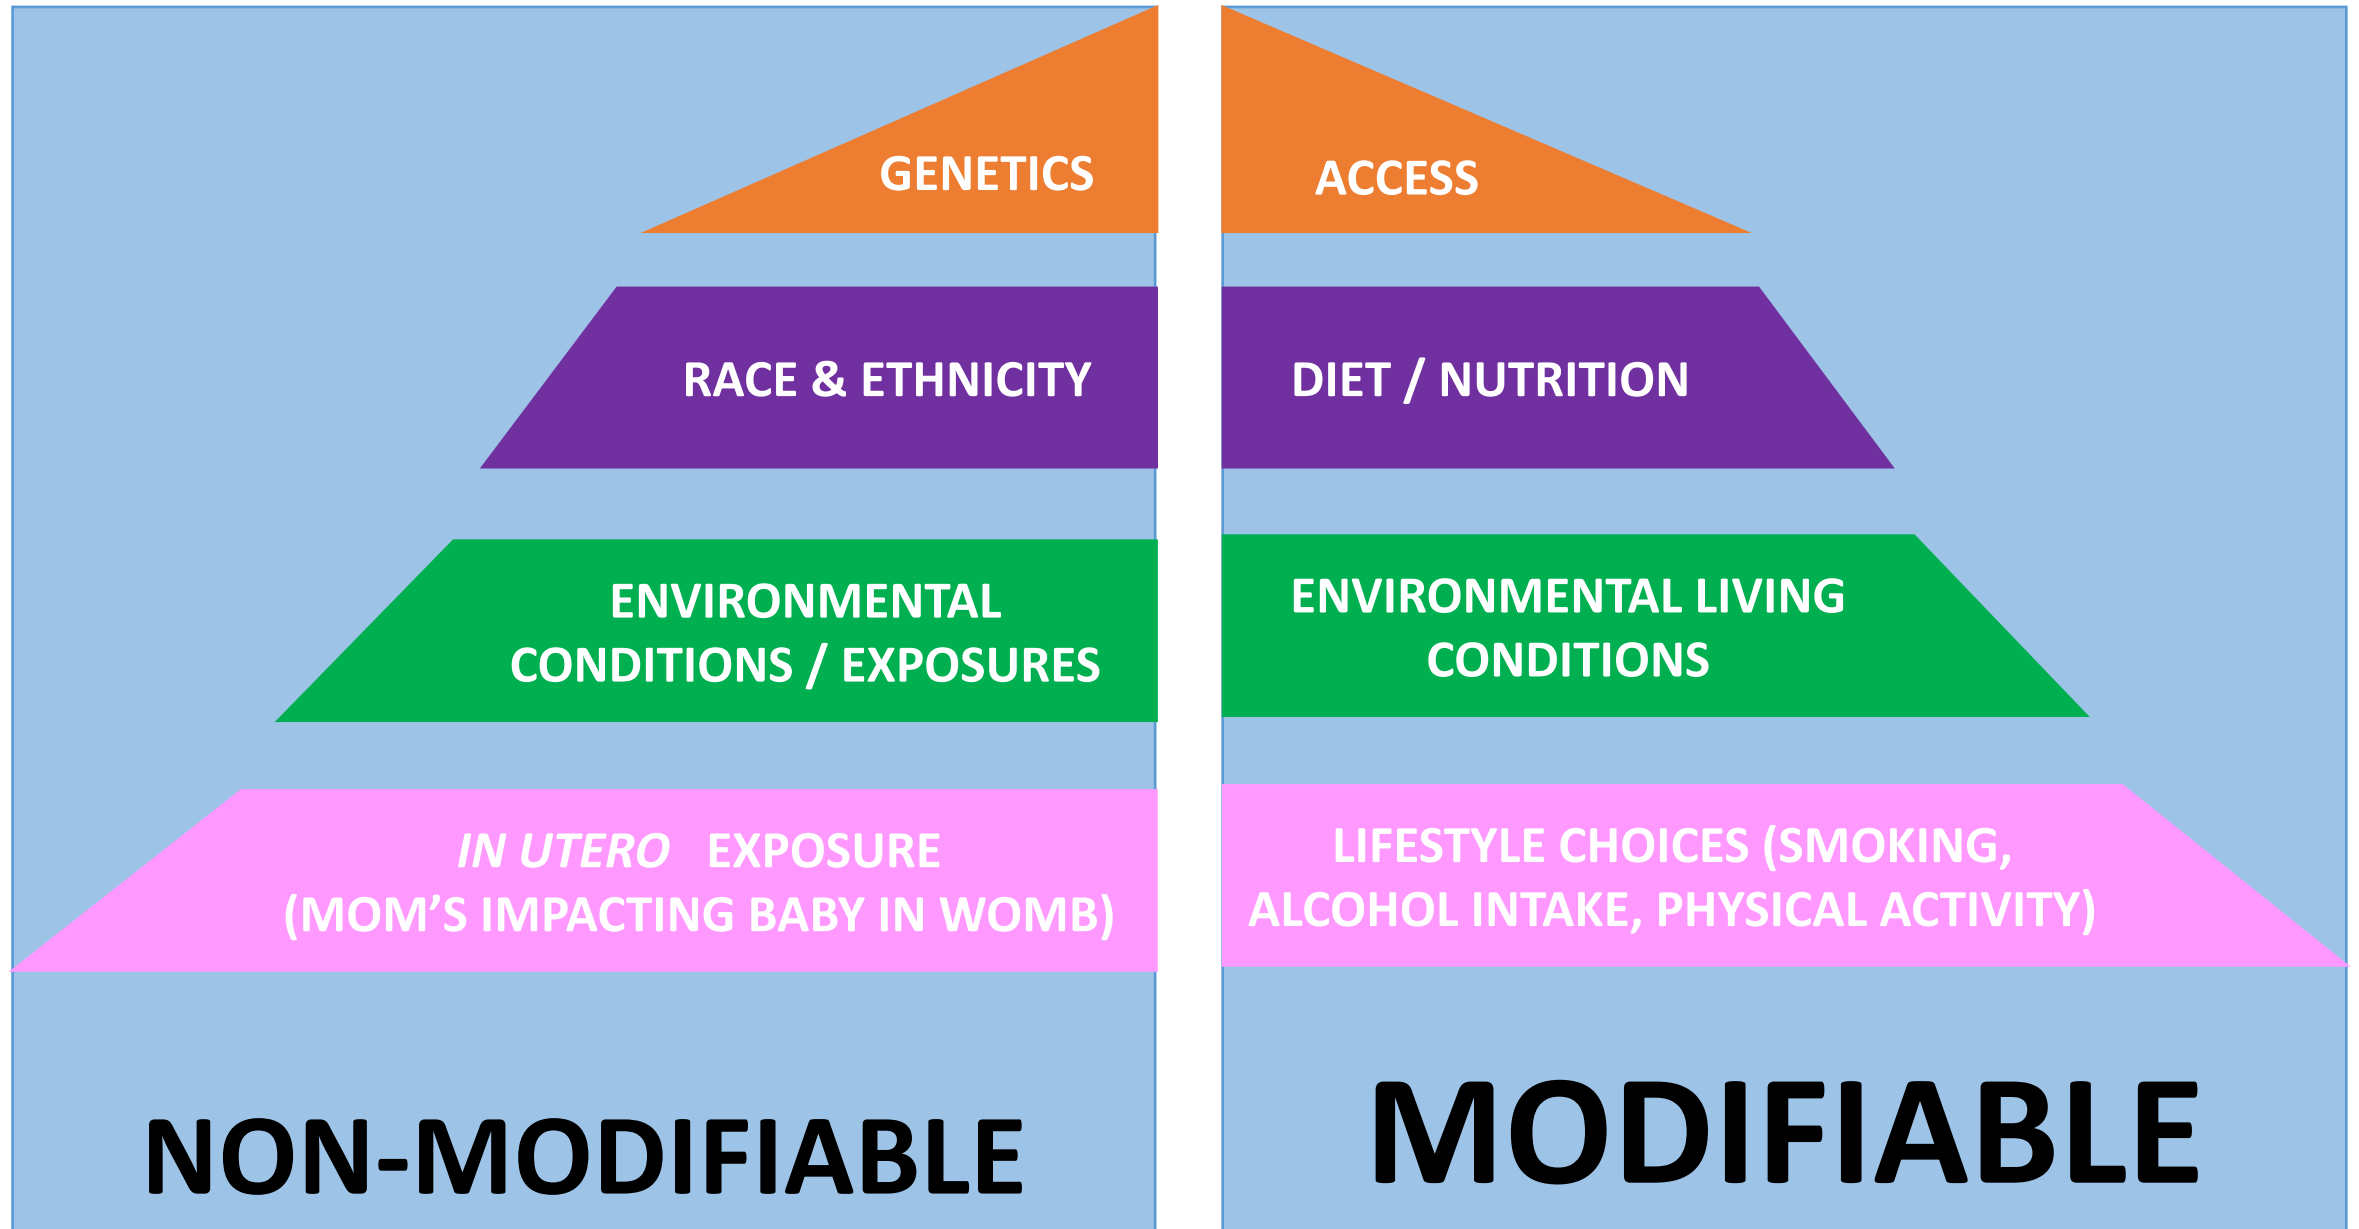 GENETICS
RACE & ETHNICITY
ENVIRONMENTAL
CONDITIONS / EXPOSURES
IN UTERO EXPOSURE
(MOM’S IMPACTING BABY IN WOMB)
NON-MODIFIABLE
ACCESS
DIET / NUTRITION
ENVIRONMENTAL LIVING
CONDITIONS
LIFESTYLE CHOICES (SMOKING,
ALCOHOL INTAKE, PHYSICAL ACTIVITY)
MODIFIABLE